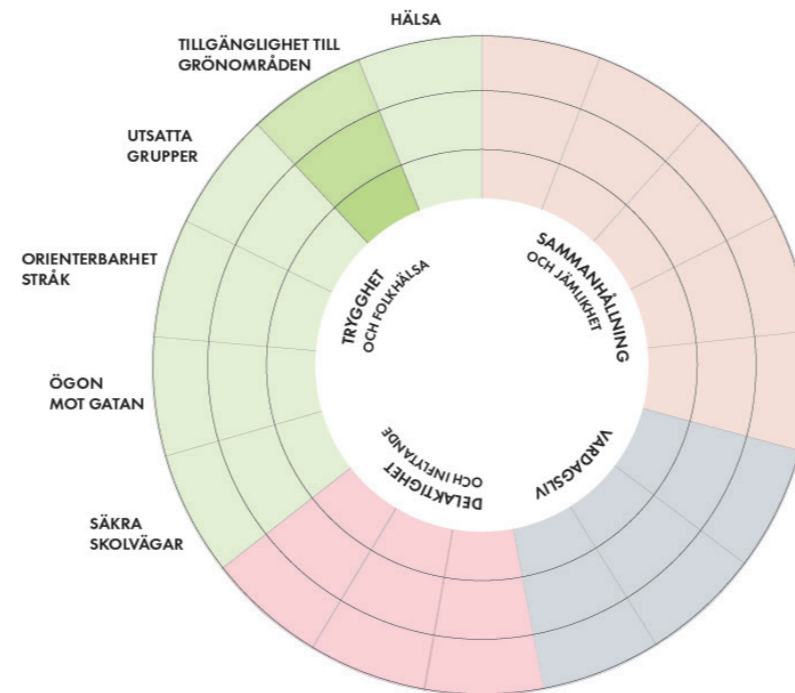 HÄLSA
TILLGÄNGLIGHET TILL
GRÖNOMRÅDEN
UTSATTA
GRUPPER
ORIENTERBARHET
STRÅK
ÖGON
MOT GATAN
SÄKRA
SKOLVÄGAR
TRYGGHET
OCH FOLKHÄLSA
SAMMANHÅLLNING
OCH JÄMLIKHET
DELAKTIGHET
OCH INFLYTANDE
VARDAGSLIV